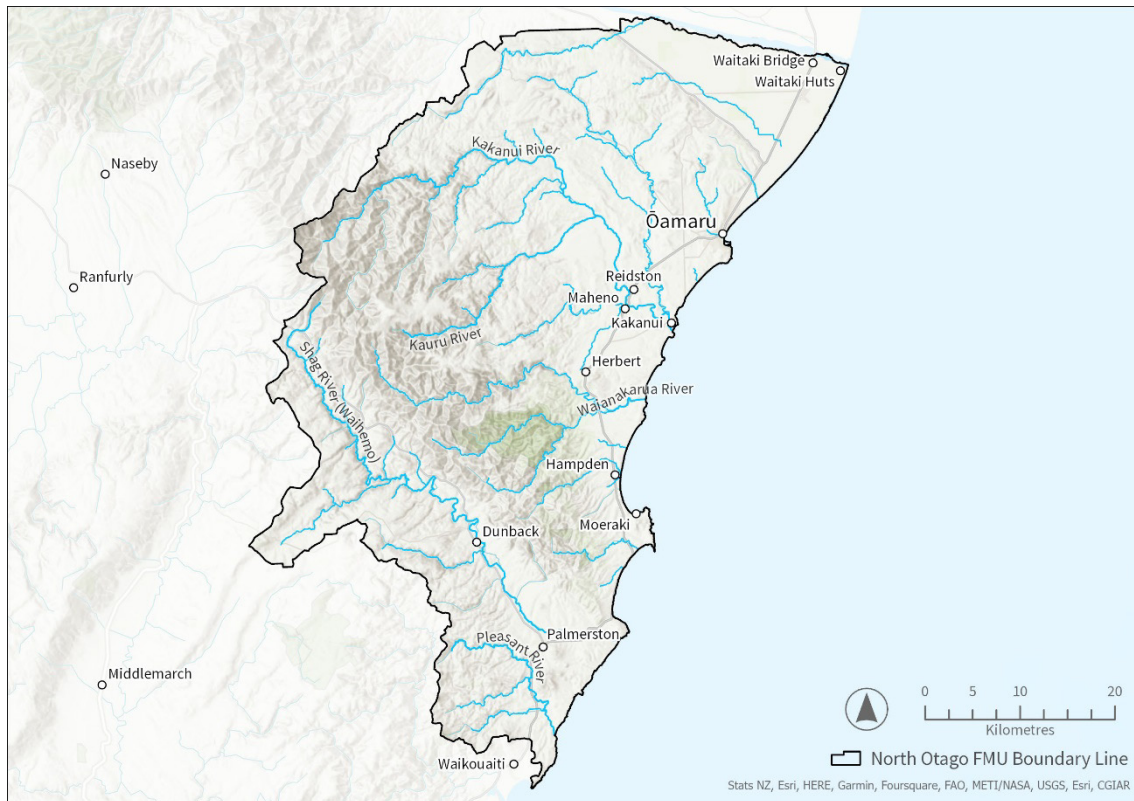 Waitaki Bridge
Waitaki Huts
Kakanui River
Naseby
Ōamaru
Ranfurly
Reidston
Maheno
Kakanui
Kauru River
Shag River (Waihemo)
Herbert
Waianakarua River
Hampden
Moeraki
Dunback
Palmerston
Pleasant River
Middlemarch
Waikouaiti
0 5 10 20
Kilometres
North Otago FMU Boundary Line
Stats NZ, Esri, HERE, Garmin, Foursquare, FAO, METI/NASA, USGS, Esri, CGIAR